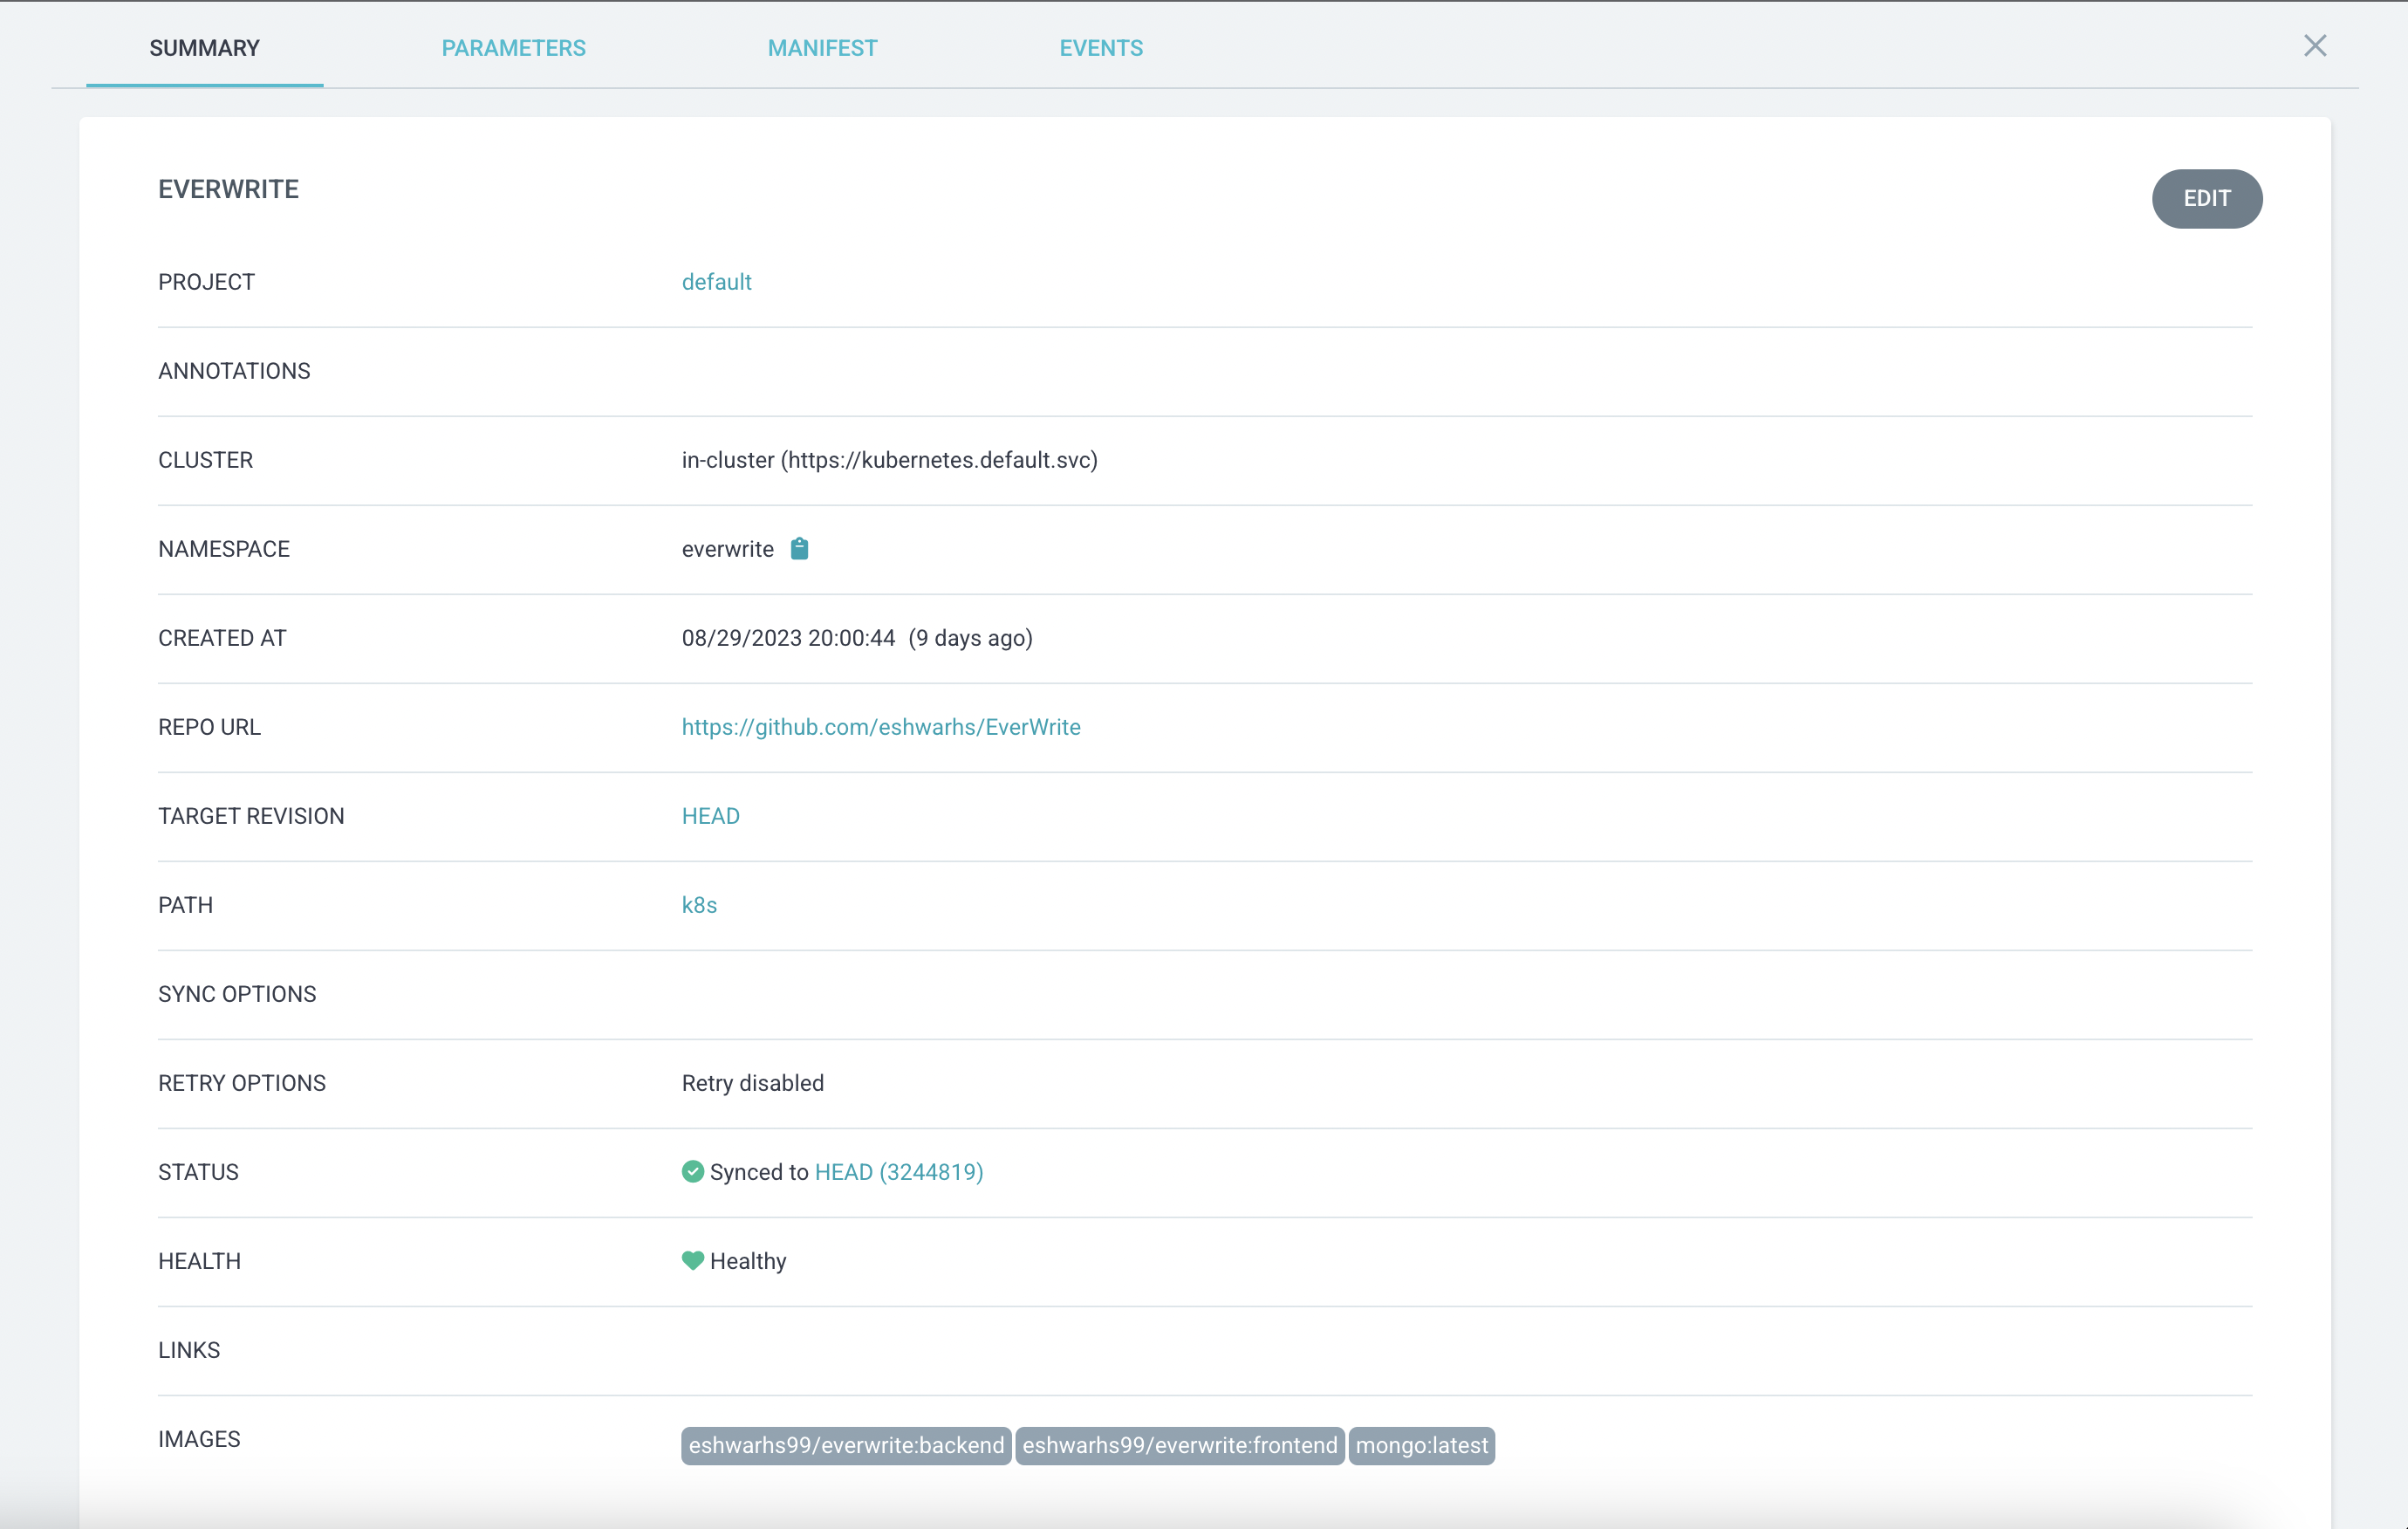 SUMMARY PARAMETERS MANIFEST EVENTS
EVERWRITE EDIT
PROJECT default
ANNOTATIONS
CLUSTER in-cluster (https://kubernetes.default.svc)
NAMESPACE everwrite
CREATED AT 08/29/2023 20:00:44 (9 days ago)
REPO URL https://github.com/eshwarhs/EverWrite
TARGET REVISION HEAD
PATH k8s
SYNC OPTIONS
RETRY OPTIONS Retry disabled
STATUS Synced to HEAD (3244819)
HEALTH Healthy
LINKS
IMAGES eshwarhs99/everwrite:backend eshwarhs99/everwrite:frontend mongo:latest